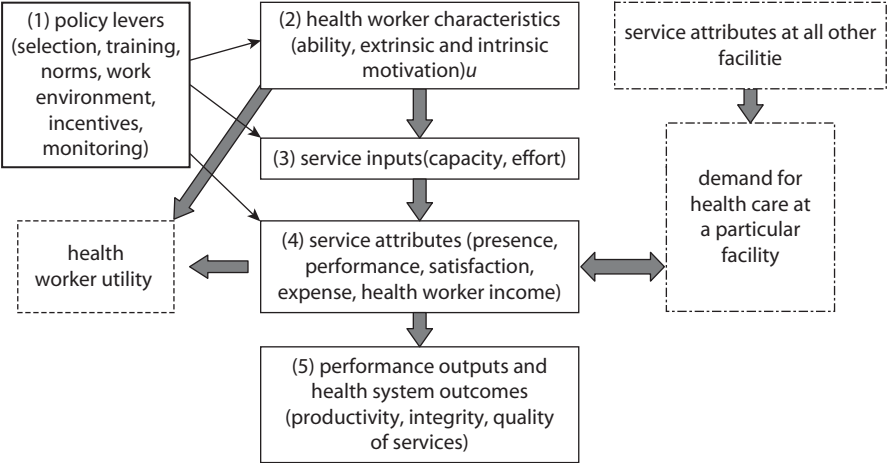 (1) policy levers
(selection, training,
norms, work
environment,
incentives,
monitoring)
(2) health worker characteristics
(ability, extrinsic and intrinsic
motivation)u
service attributes at all other
facilitie
(3) service inputs(capacity, effort)
demand for
health care at
a particular
facility
health
worker utility
(4) service attributes (presence,
performance, satisfaction,
expense, health worker income)
(5) performance outputs and
health system outcomes
(productivity, integrity, quality
of services)